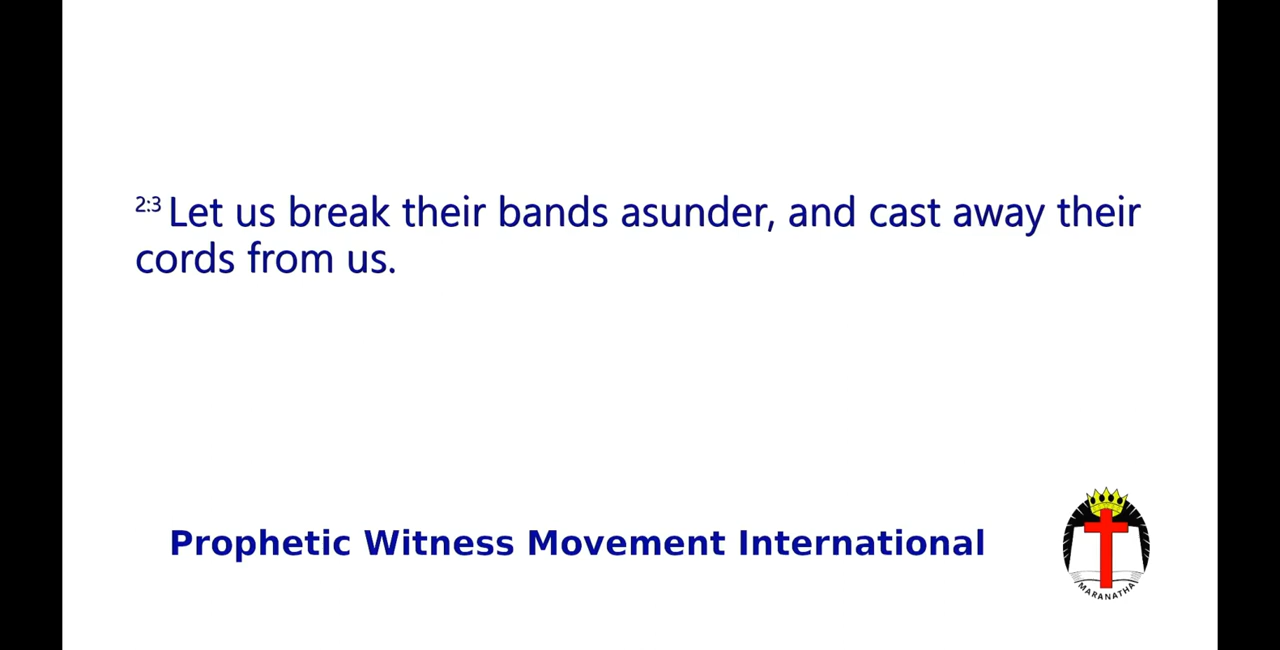 2:3 Let us break their bands asunder, and cast away their
cords from us.
Prophetic Witness Movement International
MARANATHA